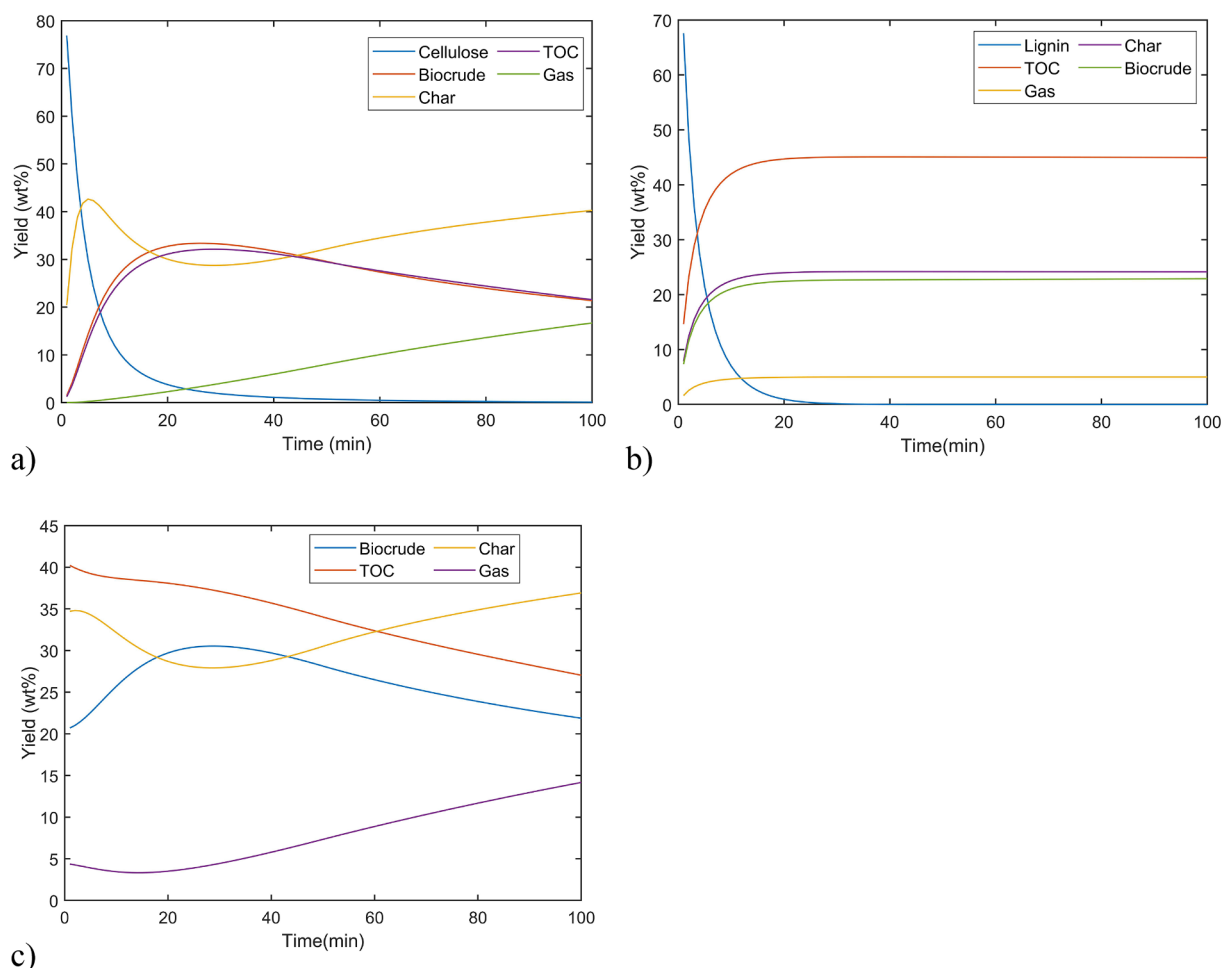 80
70
60
50
40
30
20
10
0
Yield (wt%)
Cellulose TOC
Biocrude Gas
Char
0 20 40 60 80 100
Time (min)
a)
70
60
50
40
30
20
10
0
Yield (wt%)
Lignin Char
TOC Biocrude
Gas
0 20 40 60 80 100
Time(min)
b)
45
40
35
30
25
20
15
10
5
0
Yield (wt%)
Biocrude Char
TOC Gas
0 20 40 60 80 100
Time(min)
c)